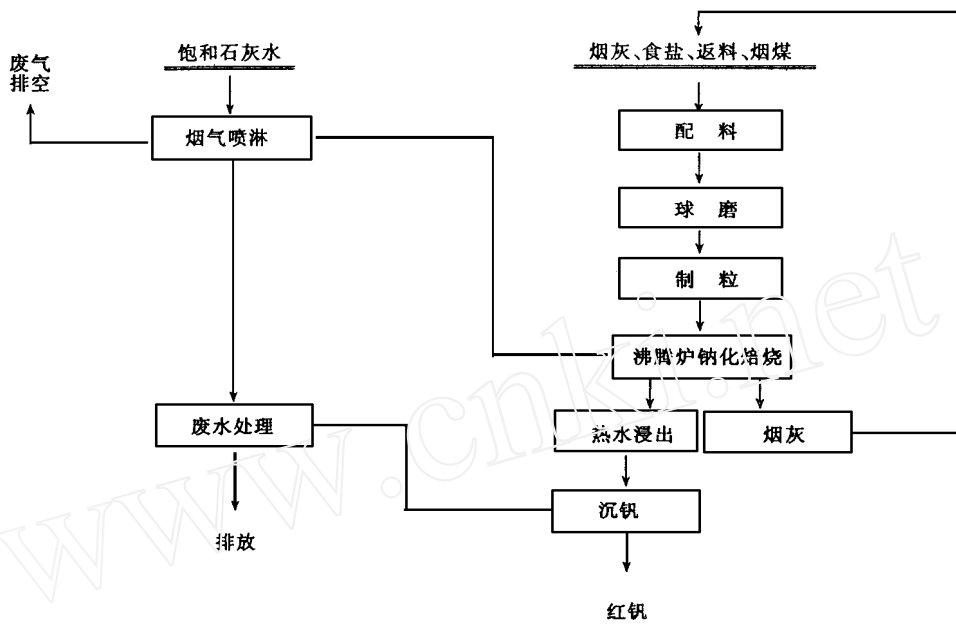 烟灰、食盐、返料、烟煤
废气
排空
饱和石灰水
配 料
烟气喷淋
球 磨
制 粒
沸腾炉钠化焙烧
废水处理
热水浸出
烟灰
沉钒
排放
红钒
www.cnki.net